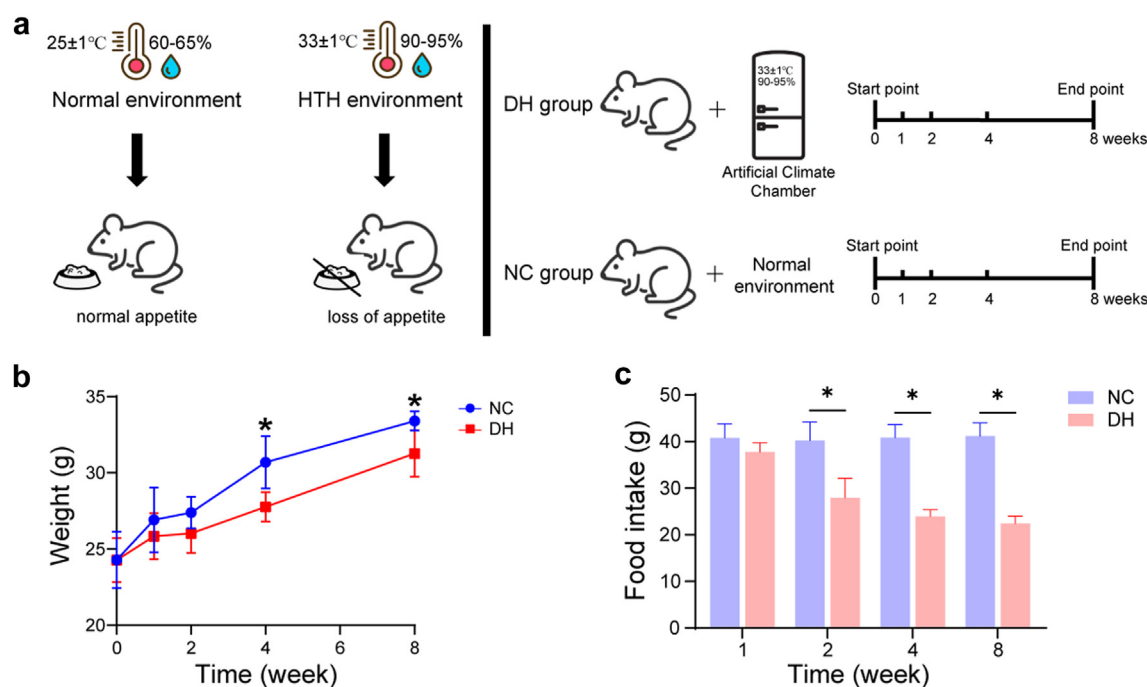 a
25±1℃ 60-65%
Normal environment
normal appetite
33±1℃ 90-95%
HTH environment
loss of appetite
DH group
+
33±1℃
90-95%
Artificial Climate
Chamber
Start point End point
0 1 2 4 8 weeks
NC group
+
Normal
environment
Start point End point
0 1 2 4 8 weeks
b
Weight (g)
35
30
25
20
* *
0 2 4 6 8
Time (week)
NC
DH
c
Food intake (g)
50
40
30
20
10
0
* * *
1 2 4 8
Time (week)
NC
DH